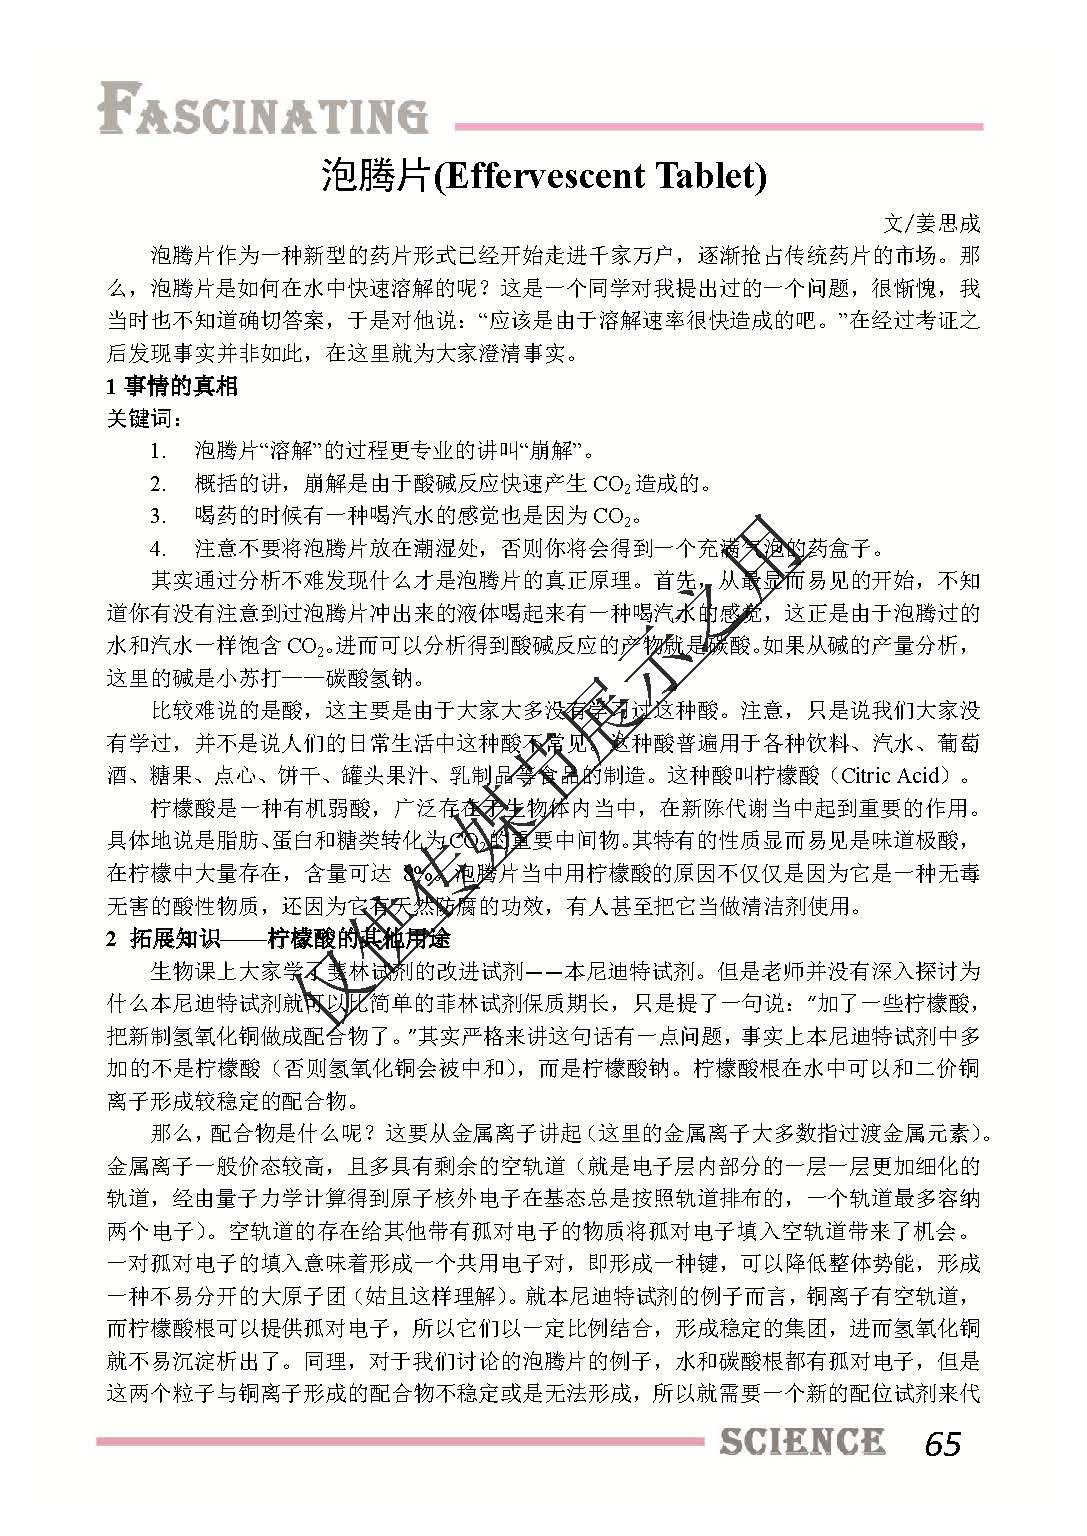 FASCINATING
泡腾片(Effervescent Tablet)
文/姜思成
泡腾片作为一种新型的药片形式已经开始走进千家万户，逐渐抢占传统药片的市场。那
么，泡腾片是如何在水中快速溶解的呢？这是一个同学对我提出过的一个问题，很惭愧，我
当时也不知道确切答案，于是对他说：“应该是由于溶解速率很快造成的吧。”在经过考证之
后发现事实并非如此，在这里就为大家澄清事实。
1 事情的真相
关键词：
1. 泡腾片“溶解”的过程更专业的讲叫“崩解”。
2. 概括的讲，崩解是由于酸碱反应快速产生 CO₂ 造成的。
3. 喝药的时候有一种喝汽水的感觉也是因为 CO₂。
4. 注意不要将泡腾片放在潮湿处，否则你将会得到一个充满气泡的药盒子。
其实通过分析不难发现什么才是泡腾片的真正原理。首先，从最显而易见的开始，不知
道你有没有注意到过泡腾片冲出来的液体喝起来有一种喝汽水的感觉，这正是由于泡腾过的
水和汽水一样饱含 CO₂。进而可以分析得到酸碱反应的产物就是碳酸。如果从碱的产量分析，
这里的碱是小苏打——碳酸氢钠。
比较难说的是酸，这主要是由于大家大多没有学习过这种酸。注意，只是说我们大家没
有学过，并不是说人们的日常生活中这种酸不常见。这种酸普遍用于各种饮料、汽水、葡萄
酒、糖果、点心、饼干、罐头果汁、乳制品等食品的制造。这种酸叫柠檬酸（Citric Acid）。
柠檬酸是一种有机弱酸，广泛存在于生物体内当中，在新陈代谢当中起到重要的作用。
具体地说是脂肪、蛋白和糖类转化为 CO₂ 的重要中间物。其特有的性质显而易见是味道极酸，
在柠檬中大量存在，含量可达 8%。泡腾片当中用柠檬酸的原因不仅仅是因为它是一种无毒
无害的酸性物质，还因为它有天然防腐的功效，有人甚至把它当做清洁剂使用。
2 拓展知识——柠檬酸的其他用途
生物课上大家学了斐林试剂的改进试剂——本尼迪特试剂。但是老师并没有深入探讨为
什么本尼迪特试剂就可以比简单的菲林试剂保质期长，只是提了一句说：”加了一些柠檬酸，
把新制氢氧化铜做成配合物了。”其实严格来讲这句话有一点问题，事实上本尼迪特试剂中多
加的不是柠檬酸（否则氢氧化铜会被中和），而是柠檬酸钠。柠檬酸根在水中可以和二价铜
离子形成较稳定的配合物。
那么，配合物是什么呢？这要从金属离子讲起（这里的金属离子大多数指过渡金属元素）。
金属离子一般价态较高，且多具有剩余的空轨道（就是电子层内部分的一层一层更加细化的
轨道，经由量子力学计算得到原子核外电子在基态总是按照轨道排布的，一个轨道最多容纳
两个电子）。空轨道的存在给其他带有孤对电子的物质将孤对电子填入空轨道带来了机会。
一对孤对电子的填入意味着形成一个共用电子对，即形成一种键，可以降低整体势能，形成
一种不易分开的大原子团（姑且这样理解）。就本尼迪特试剂的例子而言，铜离子有空轨道，
而柠檬酸根可以提供孤对电子，所以它们以一定比例结合，形成稳定的集团，进而氢氧化铜
就不易沉淀析出了。同理，对于我们讨论的泡腾片的例子，水和碳酸根都有孤对电子，但是
这两个粒子与铜离子形成的配合物不稳定或是无法形成，所以就需要一个新的配位试剂来代
仅供传媒书展示之用
SCIENCE 65